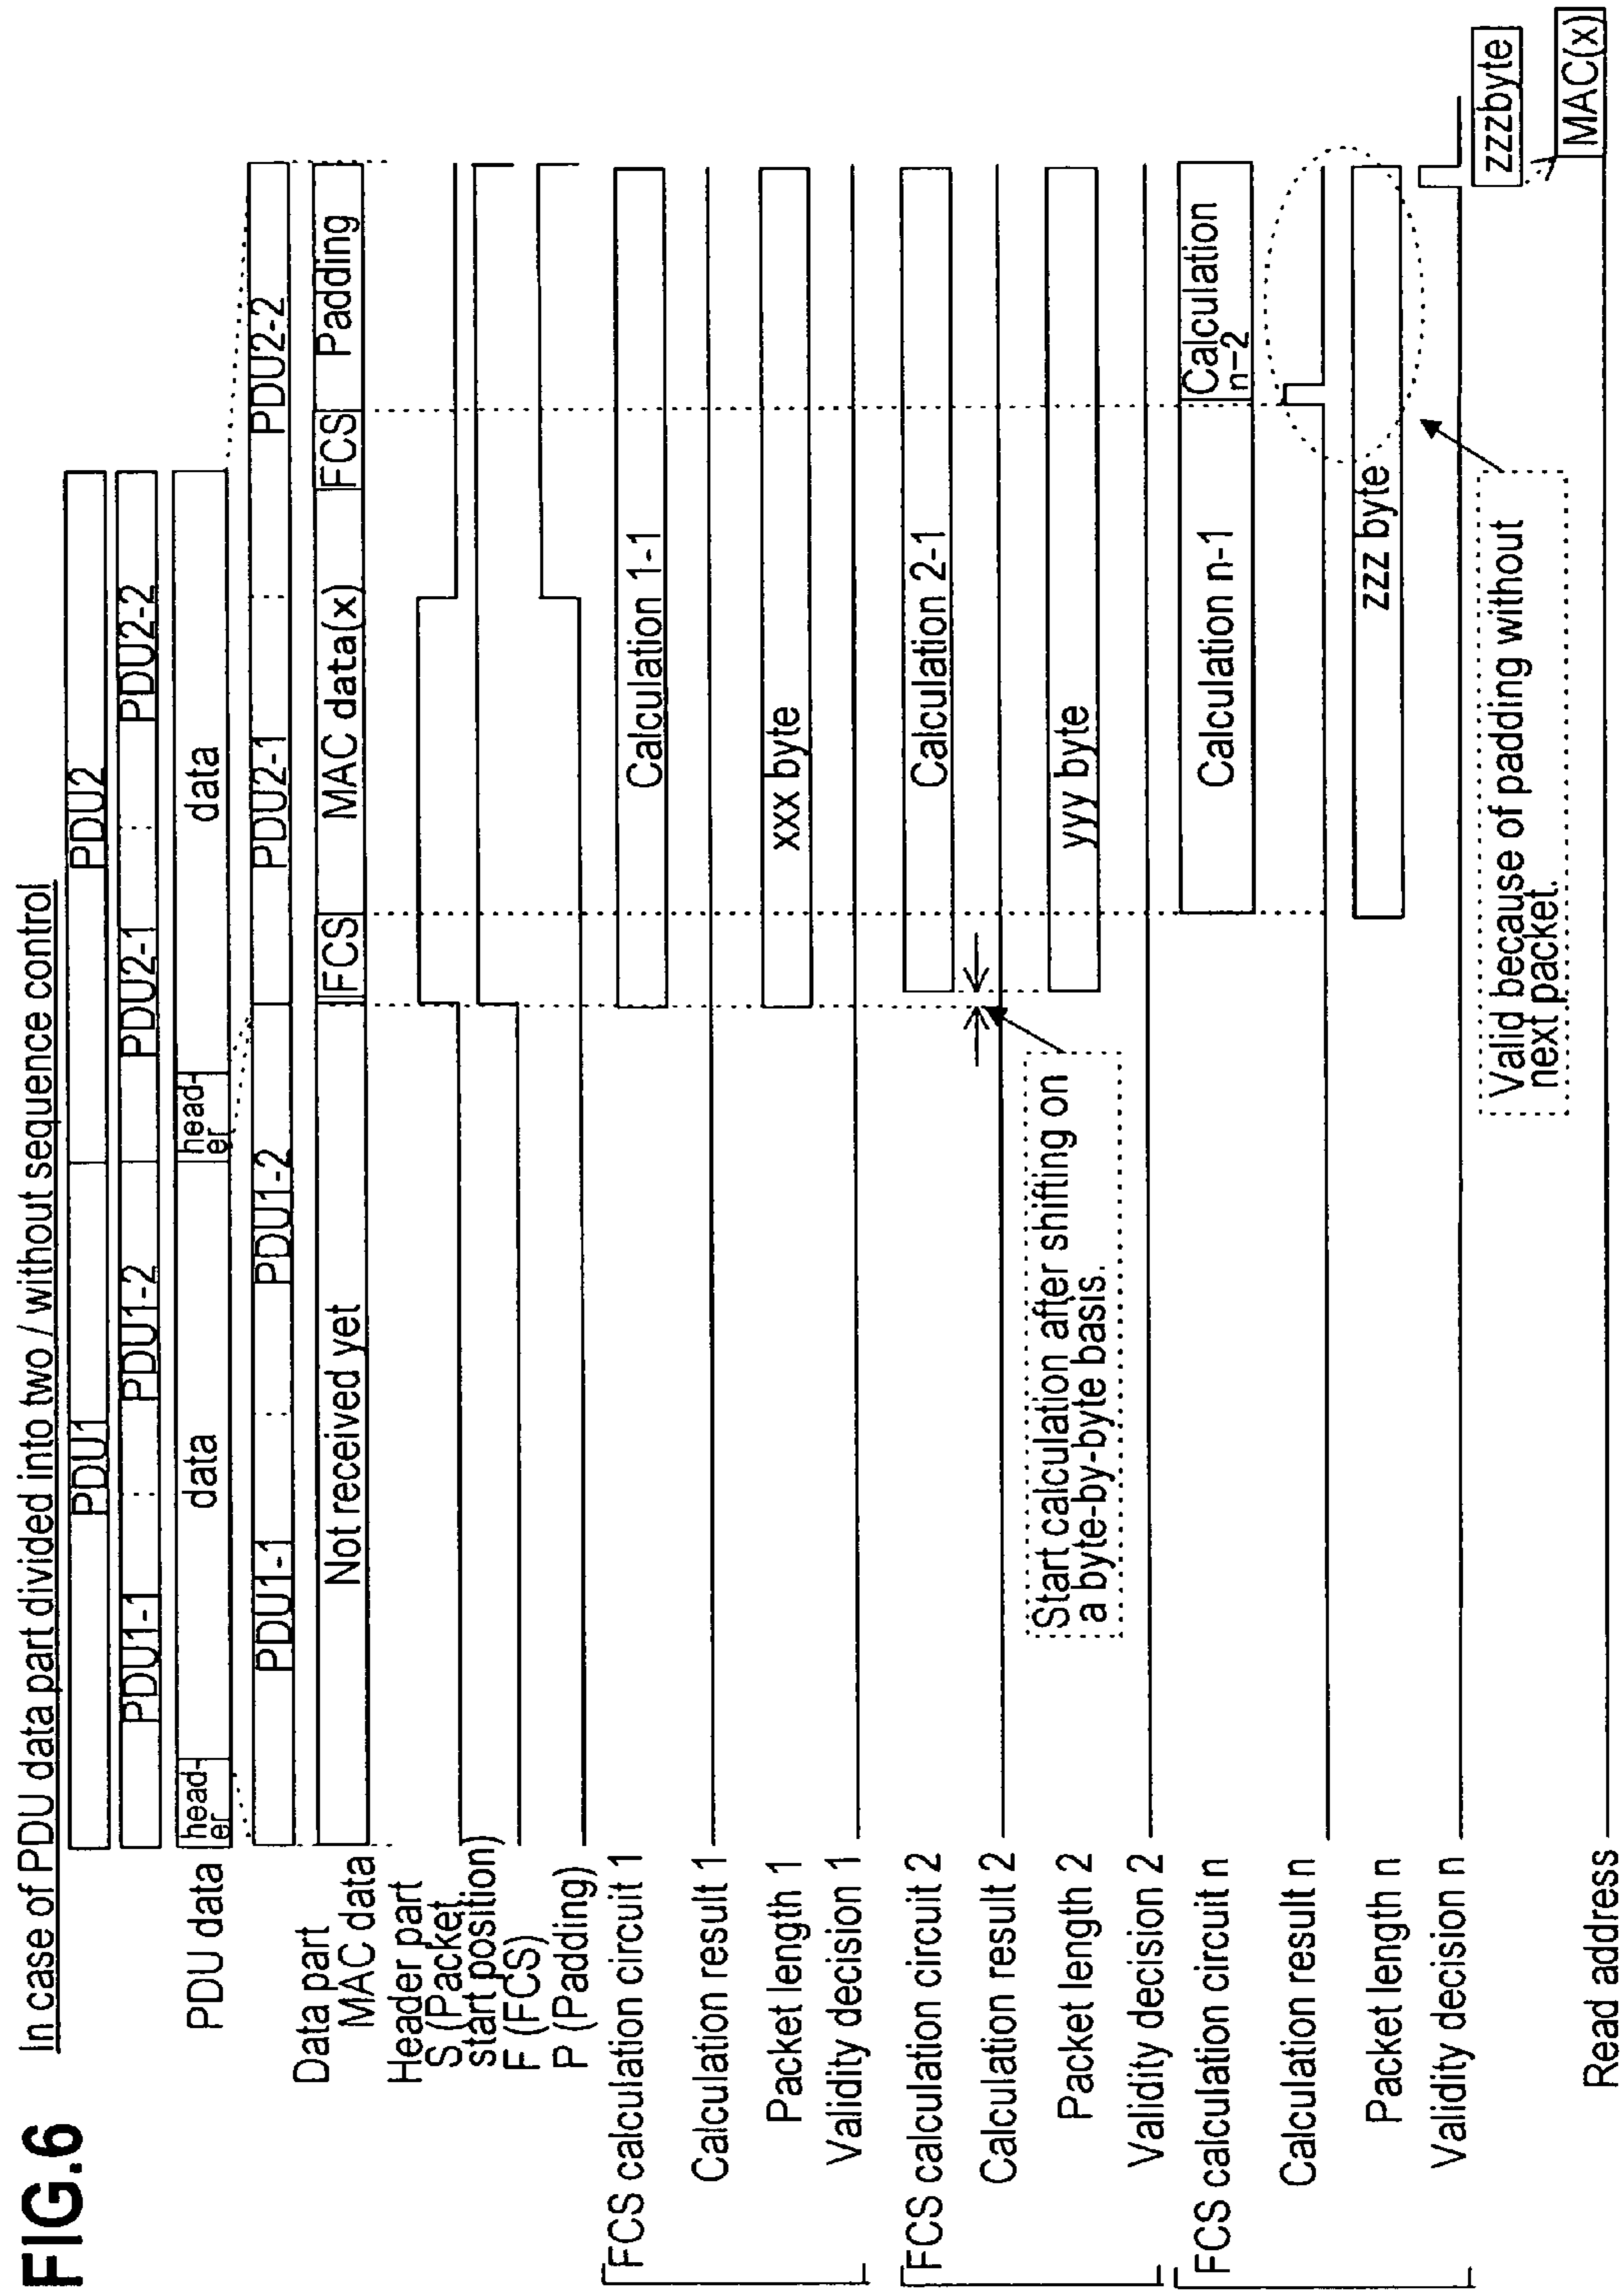 FIG.6
In case of PDU data part divided into two / without sequence control
PDU1
PDU2
PDU1-1
PDU1-2
PDU2-1
PDU2-2
PDU data
head-
er
data
head-
er
data
Data part
PDU1-1
PDU1-2
PDU2-1
PDU2-2
MAC data
Not received yet
FCS
MAC data(x)
FCS
Padding
Header part
S (Packet
start position)
F (FCS)
P (Padding)
FCS calculation circuit 1
Calculation 1-1
Calculation result 1
Packet length 1
xxx byte
Validity decision 1
FCS calculation circuit 2
Calculation 2-1
Calculation result 2
Start calculation after shifting on
a byte-by-byte basis.
Packet length 2
yyy byte
Validity decision 2
FCS calculation circuit n
Calculation n-1
Calculation
n-2
Calculation result n
Packet length n
zzz byte
Validity decision n
Valid because of padding without
next packet.
zzzbyte
Read address
MAC(x)